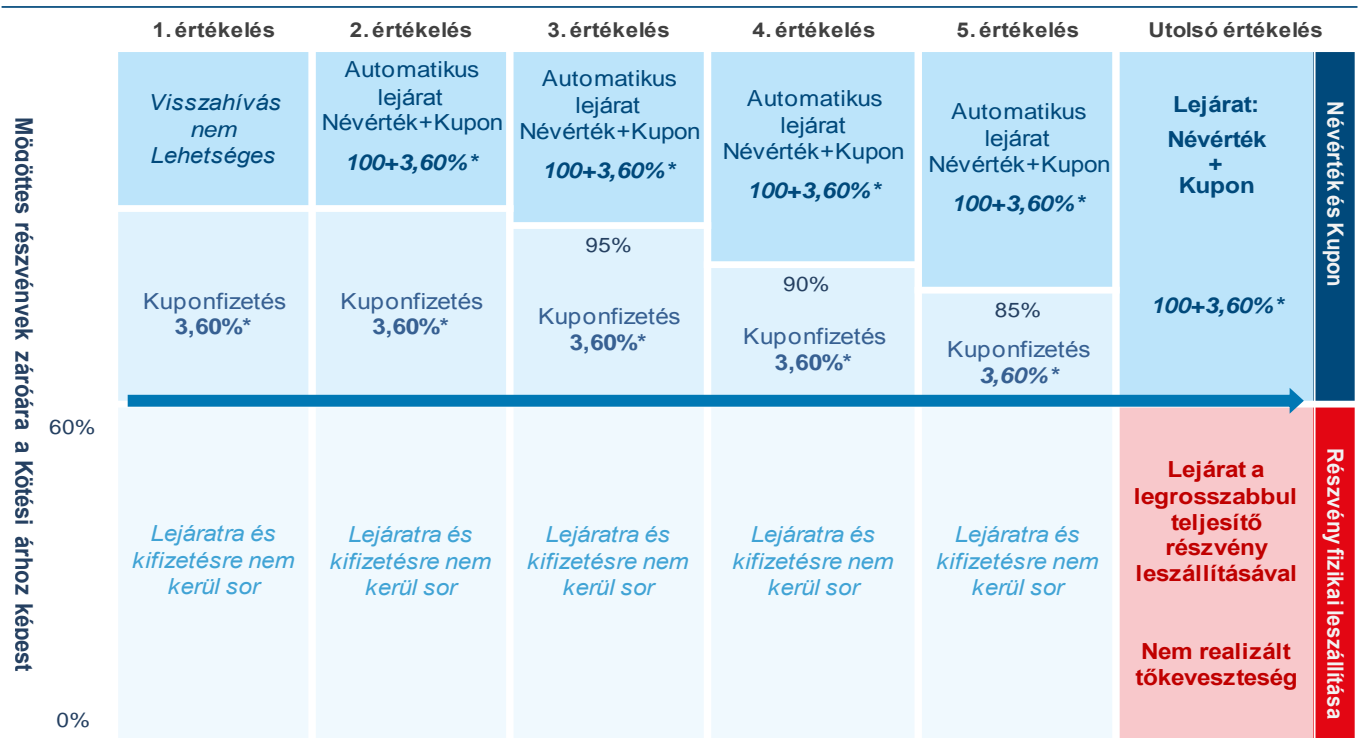 1. értékelés
2. értékelés
3. értékelés
4. értékelés
5. értékelés
Utolsó értékelés
Mögöttes részvények záróára a Kötési árhoz képest
60%
0%
Visszahívás
nem
Lehetséges
Kuponfizetés
3,60%*
Lejáratra és
kifizetésre nem
kerül sor
Automatikus
lejárat
Névérték+Kupon
100+3,60%*
Kuponfizetés
3,60%*
Lejáratra és
kifizetésre nem
kerül sor
Automatikus
lejárat
Névérték+Kupon
100+3,60%*
95%
Kuponfizetés
3,60%*
Lejáratra és
kifizetésre nem
kerül sor
Automatikus
lejárat
Névérték+Kupon
100+3,60%*
90%
Kuponfizetés
3,60%*
Lejáratra és
kifizetésre nem
kerül sor
Automatikus
lejárat
Névérték+Kupon
100+3,60%*
85%
Kuponfizetés
3,60%*
Lejáratra és
kifizetésre nem
kerül sor
Lejárat:
Névérték
+
Kupon
100+3,60%*
Lejárat a
legrosszabbul
teljesítő
részvény
leszállításával
Nem realizált
tőkeveszteség
Névérték és Kupon
Részvény fizikai leszállítása